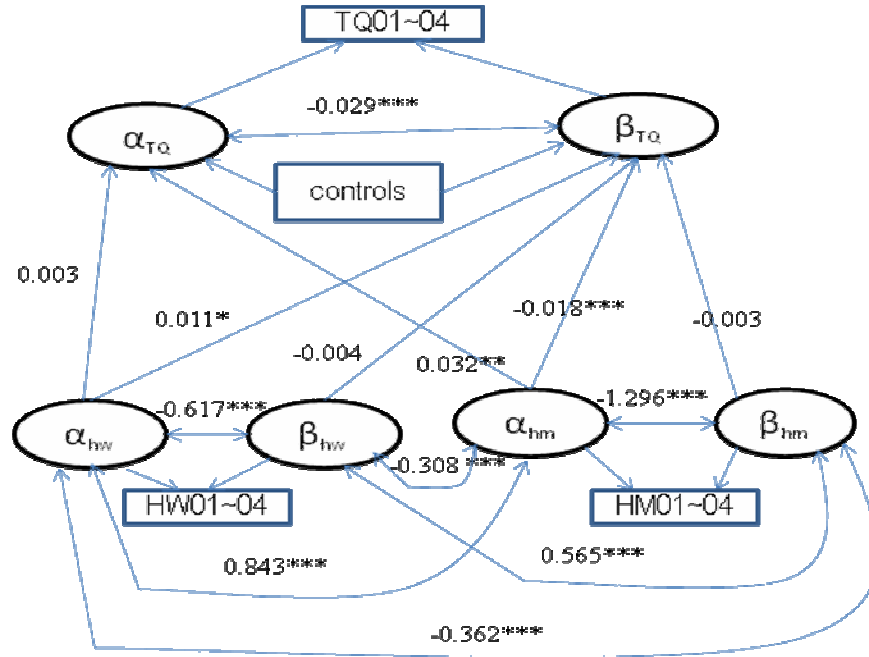 TQ01~04
-0.029***
αTQ
βTQ
controls
0.003
0.011*
-0.018***
-0.003
-0.004
0.032**
-0.617***
-1.296***
αhw
βhw
αhm
βhm
-0.308 ***
HW01~04
HM01~04
0.843***
0.565***
-0.362***